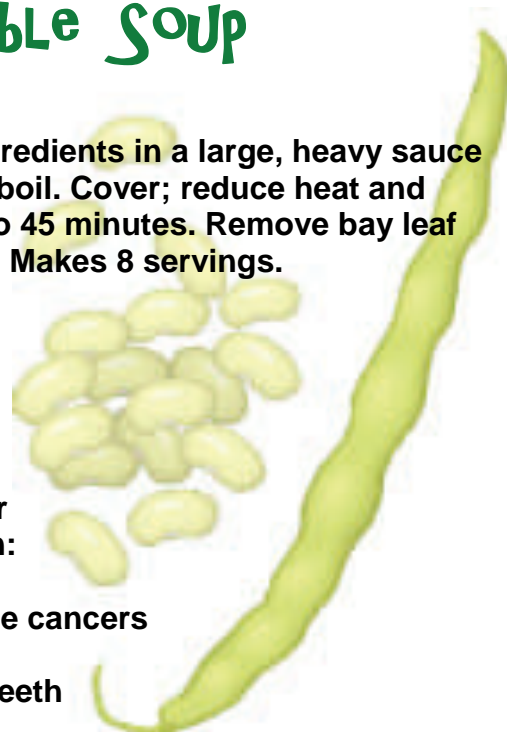 ble Soup
redients in a large, heavy sauce
boil. Cover; reduce heat and
o 45 minutes. Remove bay leaf
Makes 8 servings.
r
n:
e cancers
eeth